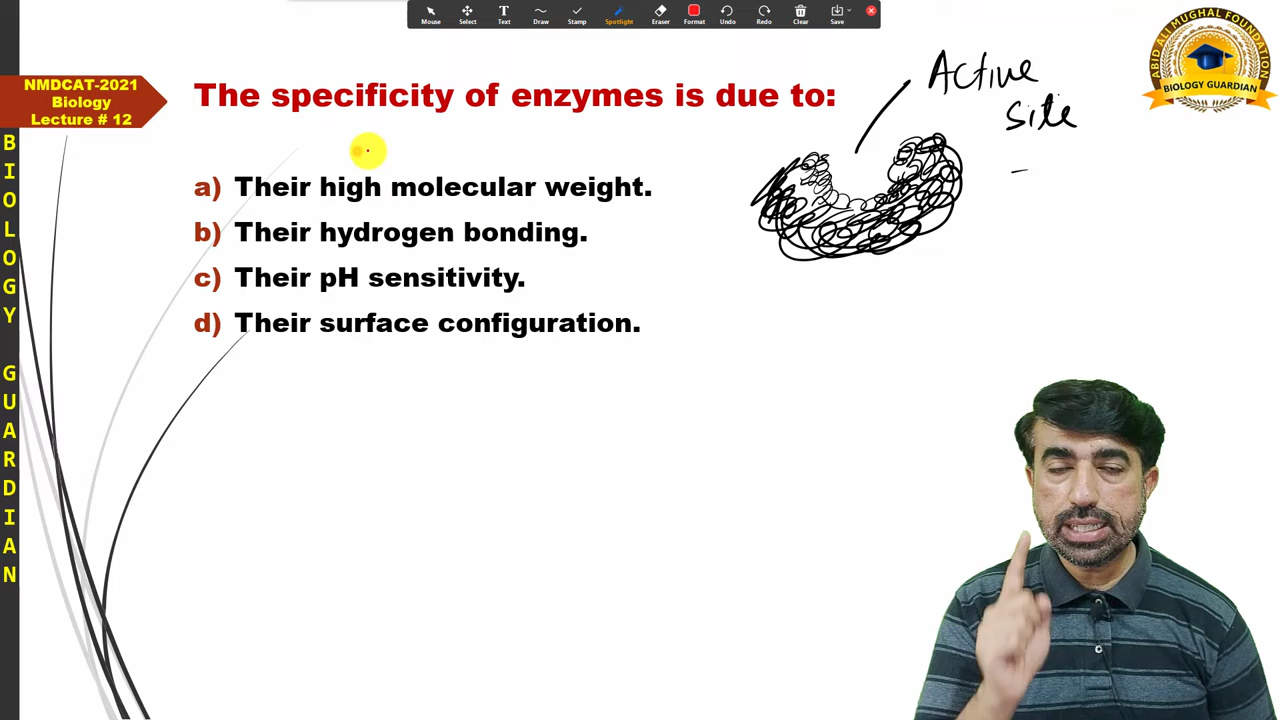 Mouse
Select
Text
Draw
Stamp
Spotlight
Eraser
Format
Undo
Redo
Clear
Save
ABID ALI MUGHAL FOUNDATION
BIOLOGY GUARDIAN
NMDCAT-2021
Biology
Lecture # 12
The specificity of enzymes is due to:
Active
site
a) Their high molecular weight.
b) Their hydrogen bonding.
c) Their pH sensitivity.
d) Their surface configuration.
BIOLOGY GUARDIAN